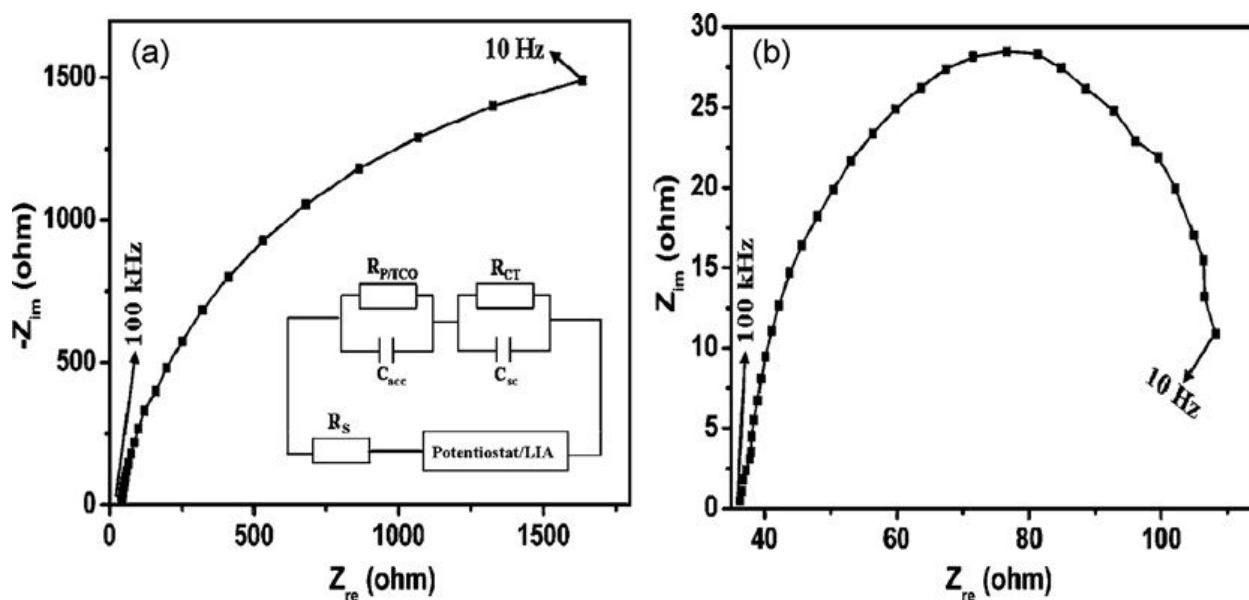 (a)
10 Hz
1500
1000
500
0
-Z_im (ohm)
100 kHz
R_P/TCO
R_CT
C_acc
C_sc
R_S
Potentiostat/LIA
0 500 1000 1500
Z_re (ohm)
(b)
30
25
20
15
10
5
0
Z_im (ohm)
100 kHz
10 Hz
40 60 80 100
Z_re (ohm)